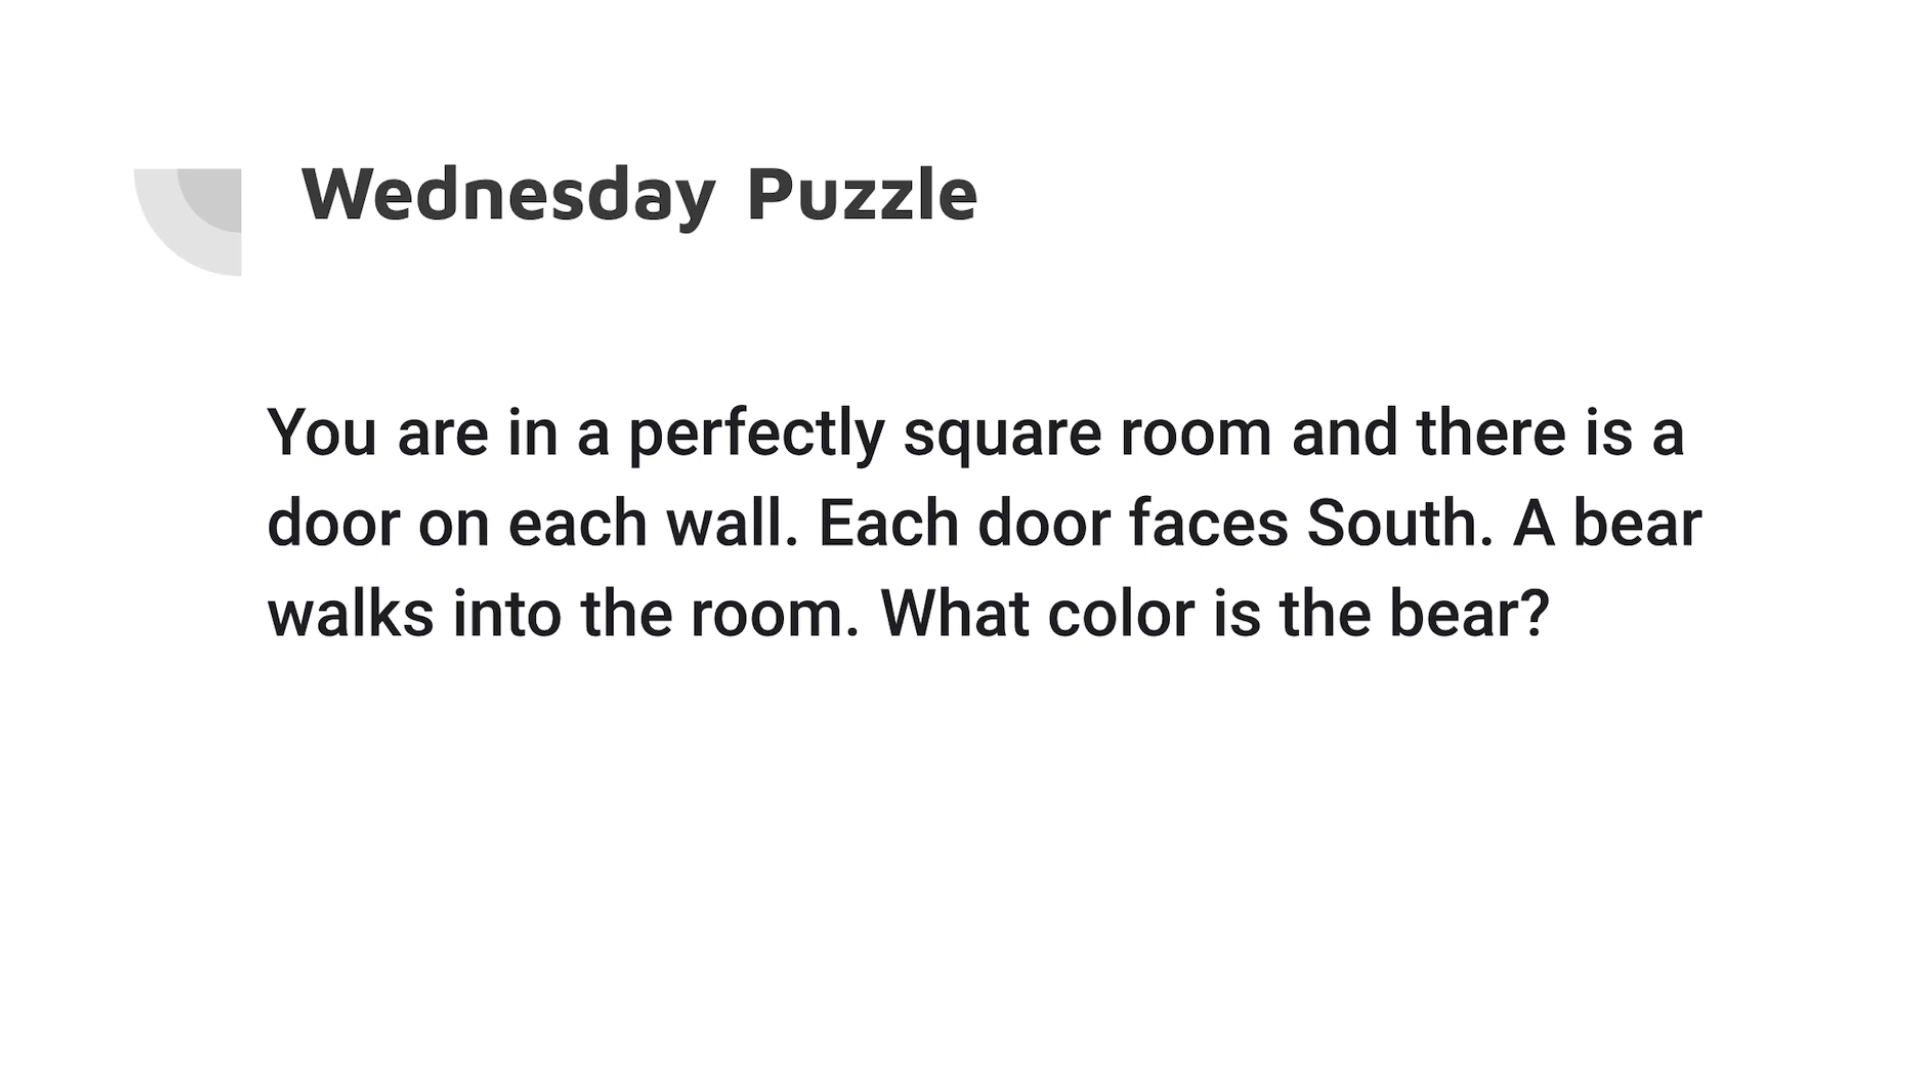 Wednesday Puzzle
You are in a perfectly square room and there is a
door on each wall. Each door faces South. A bear
walks into the room. What color is the bear?